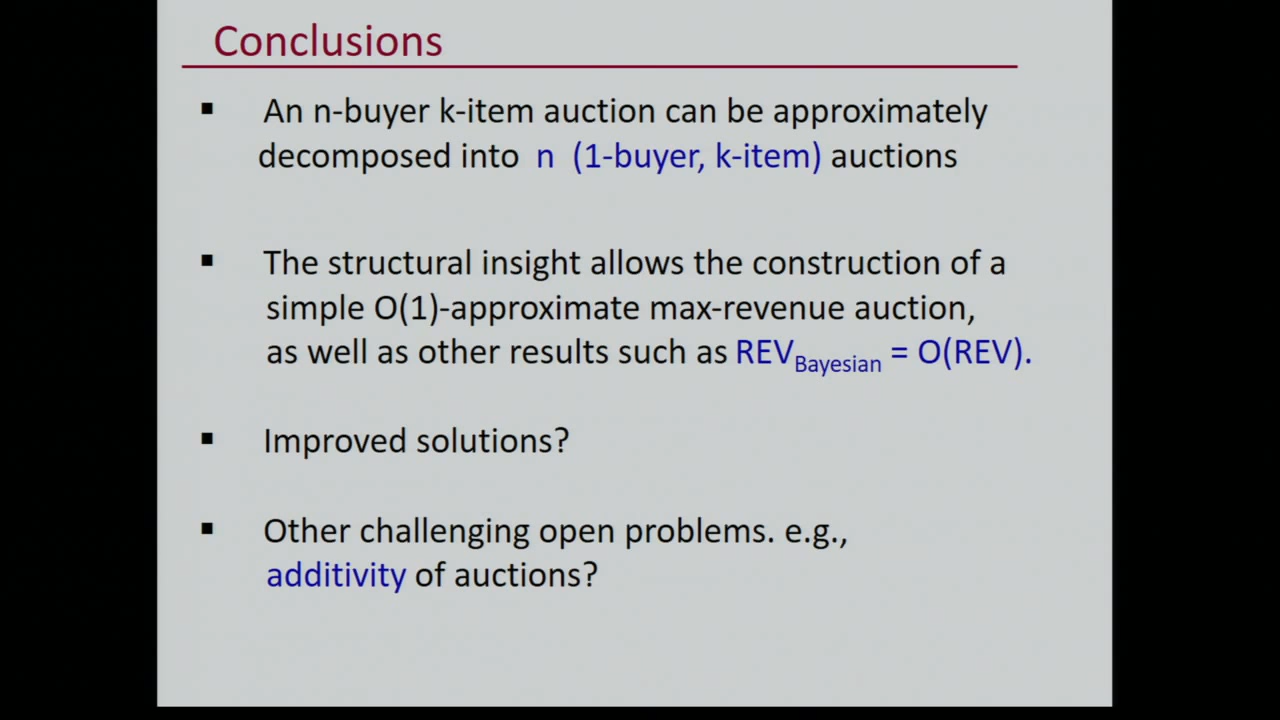 Conclusions
▪ An n-buyer k-item auction can be approximately
decomposed into n (1-buyer, k-item) auctions
▪ The structural insight allows the construction of a
simple O(1)-approximate max-revenue auction,
as well as other results such as REV_Bayesian = O(REV).
▪ Improved solutions?
▪ Other challenging open problems. e.g.,
additivity of auctions?